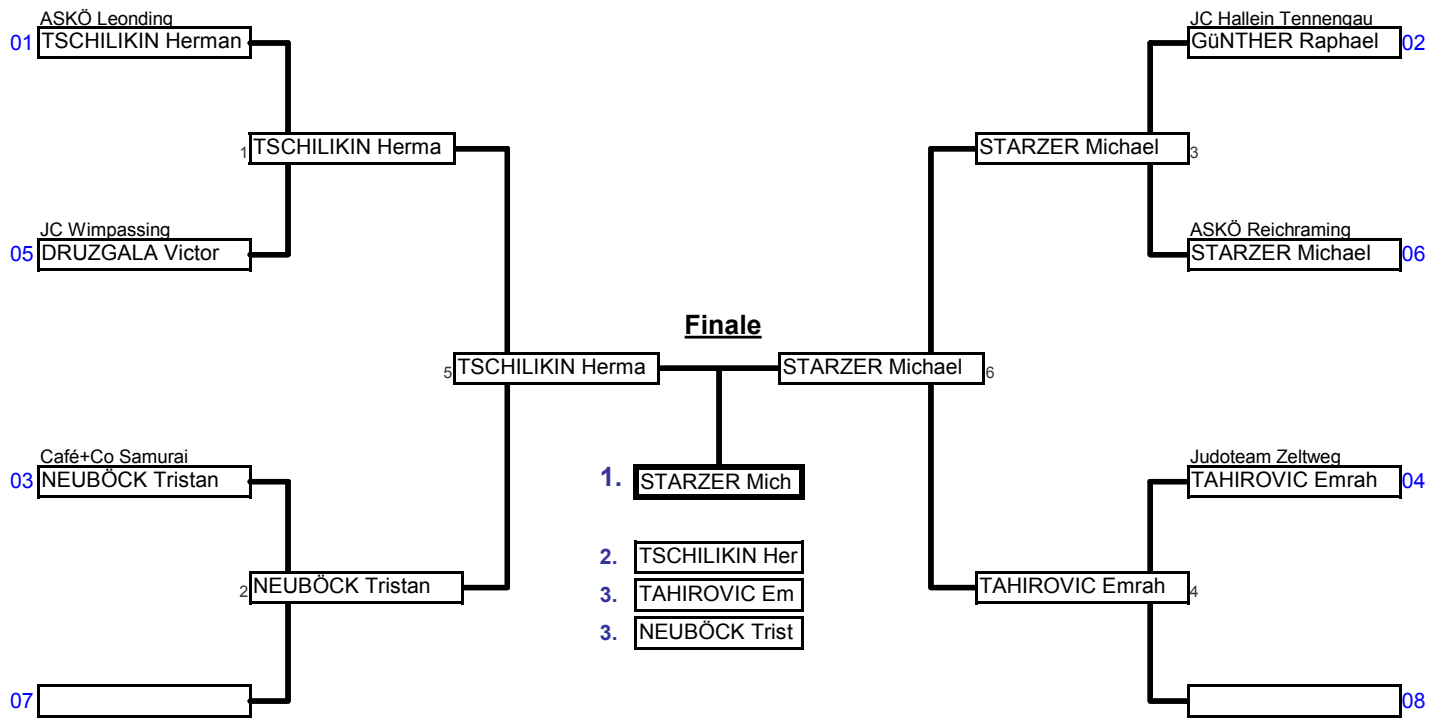 ASKÖ Leonding
01 TSCHILIKIN Herman
JC Hallein Tennengau
GüNTHER Raphael 02
1 TSCHILIKIN Herma
STARZER Michael 3
JC Wimpassing
05 DRUZGALA Victor
ASKÖ Reichraming
STARZER Michael 06
Finale
5 TSCHILIKIN Herma
STARZER Michael 6
Café+Co Samurai
03 NEUBÖCK Tristan
1. STARZER Mich
Judoteam Zeltweg
TAHIROVIC Emrah 04
2. TSCHILIKIN Her
2 NEUBÖCK Tristan
3. TAHIROVIC Em
TAHIROVIC Emrah 4
3. NEUBÖCK Trist
07
08